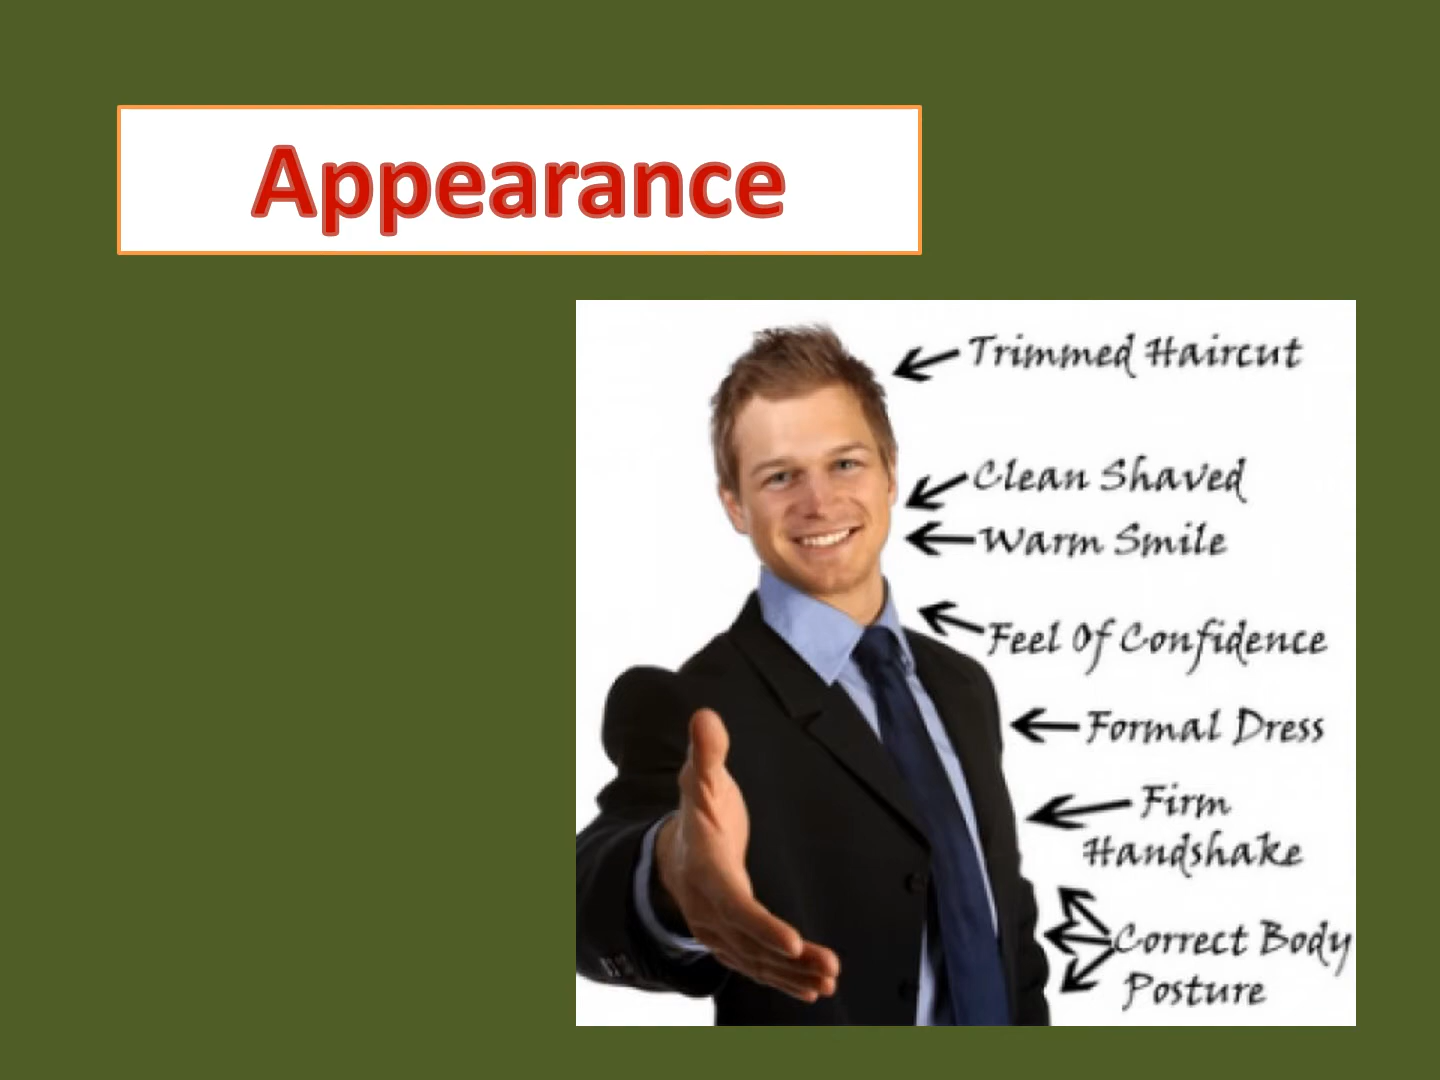 Appearance
Trimmed Haircut
Clean Shaved
Warm Smile
Feel Of Confidence
Formal Dress
Firm
Handshake
Correct Body
Posture